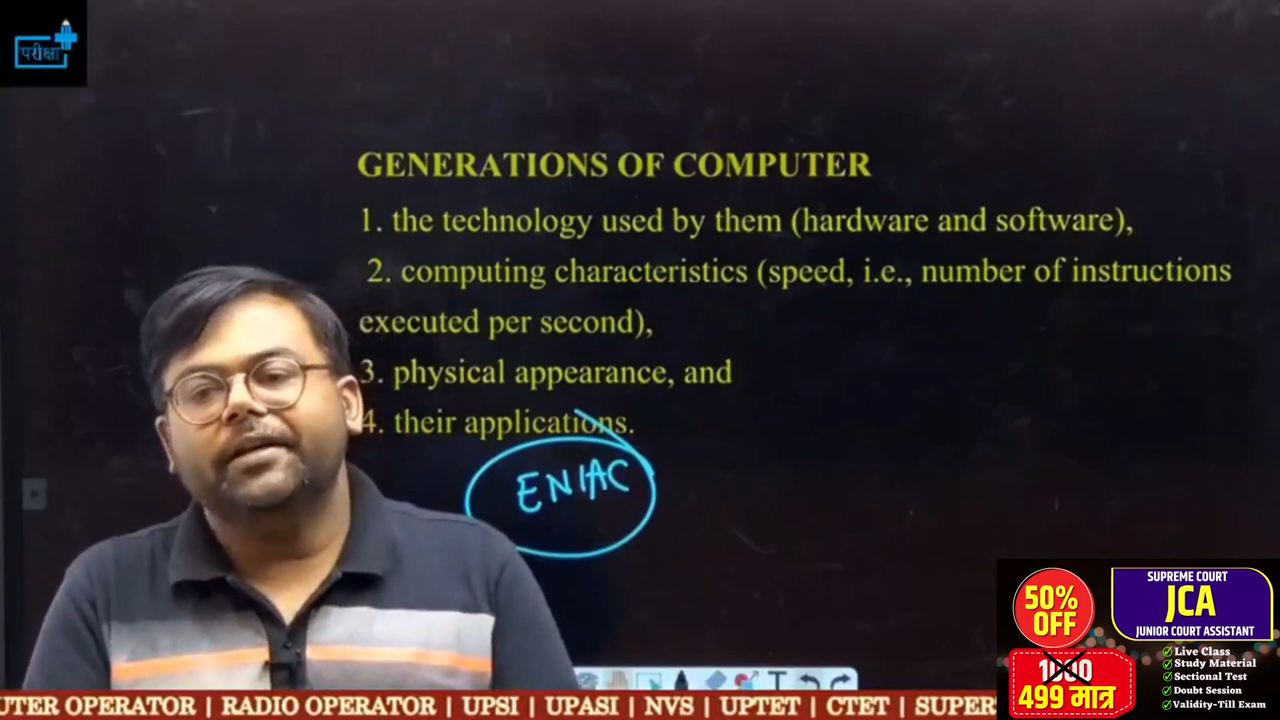 परीक्षा
GENERATIONS OF COMPUTER
1. the technology used by them (hardware and software),
2. computing characteristics (speed, i.e., number of instructions
executed per second),
3. physical appearance, and
4. their applications.
ENIAC
50%
OFF
1000
499 मात्र
SUPREME COURT
JCA
JUNIOR COURT ASSISTANT
Live Class
Study Material
Sectional Test
Doubt Session
Validity-Till Exam
UTER OPERATOR | RADIO OPERATOR | UPSI | UPASI | NVS | UPTET | CTET | SUPER